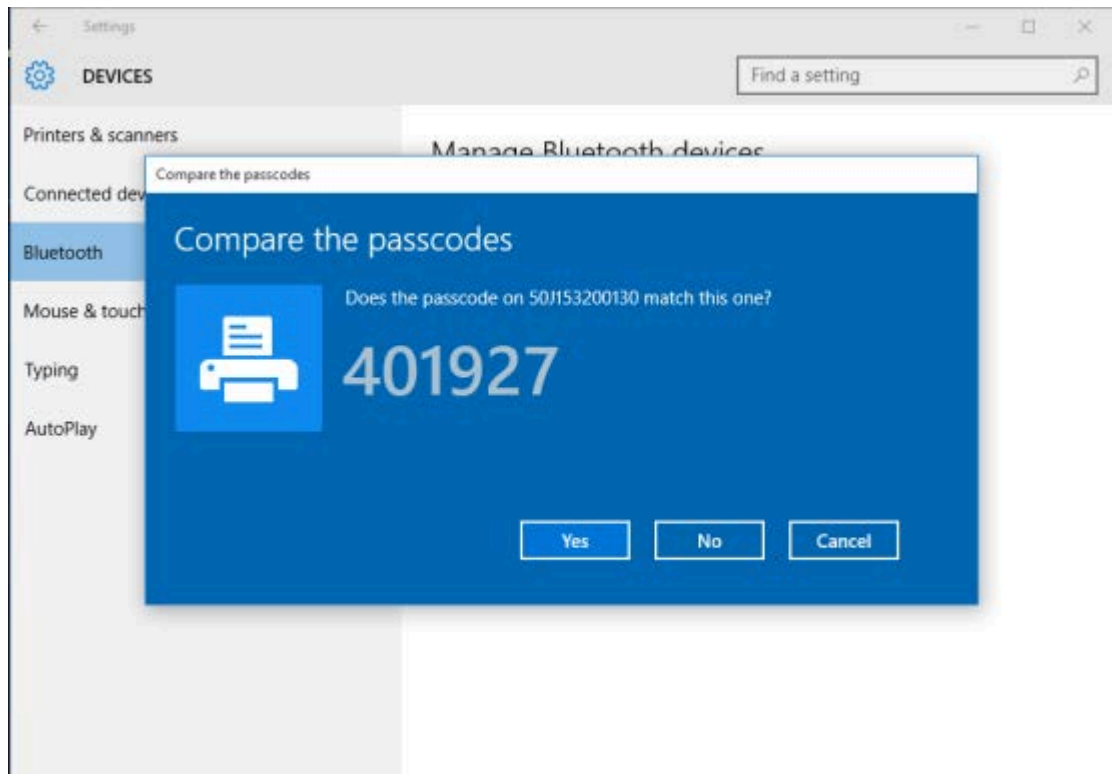 Settings
DEVICES
Find a setting
Printers & scanners
Manage Bluetooth devices
Connected dev
Compare the passcodes
Compare the passcodes
Bluetooth
Does the passcode on 50J153200130 match this one?
Mouse & touch
401927
Typing
AutoPlay
Yes
No
Cancel